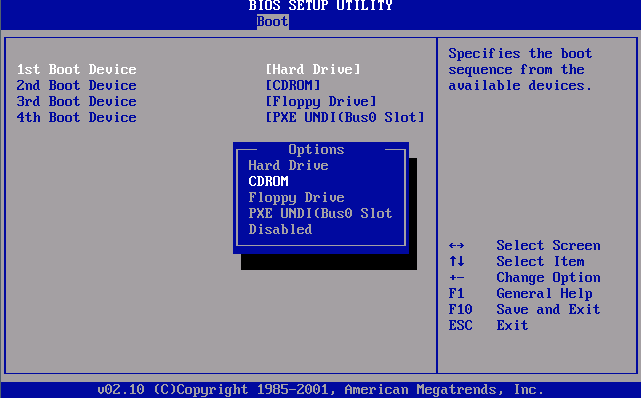 BIOS SETUP UTILITY
Boot
1st Boot Device [Hard Drive]
2nd Boot Device [CDROM]
3rd Boot Device [Floppy Drive]
4th Boot Device [PXE UNDI(Bus0 Slot]
Options
Hard Drive
CDROM
Floppy Drive
PXE UNDI(Bus0 Slot
Disabled
Specifies the boot
sequence from the
available devices.
↔ Select Screen
↑↓ Select Item
+- Change Option
F1 General Help
F10 Save and Exit
ESC Exit
v02.10 (C)Copyright 1985-2001, American Megatrends, Inc.